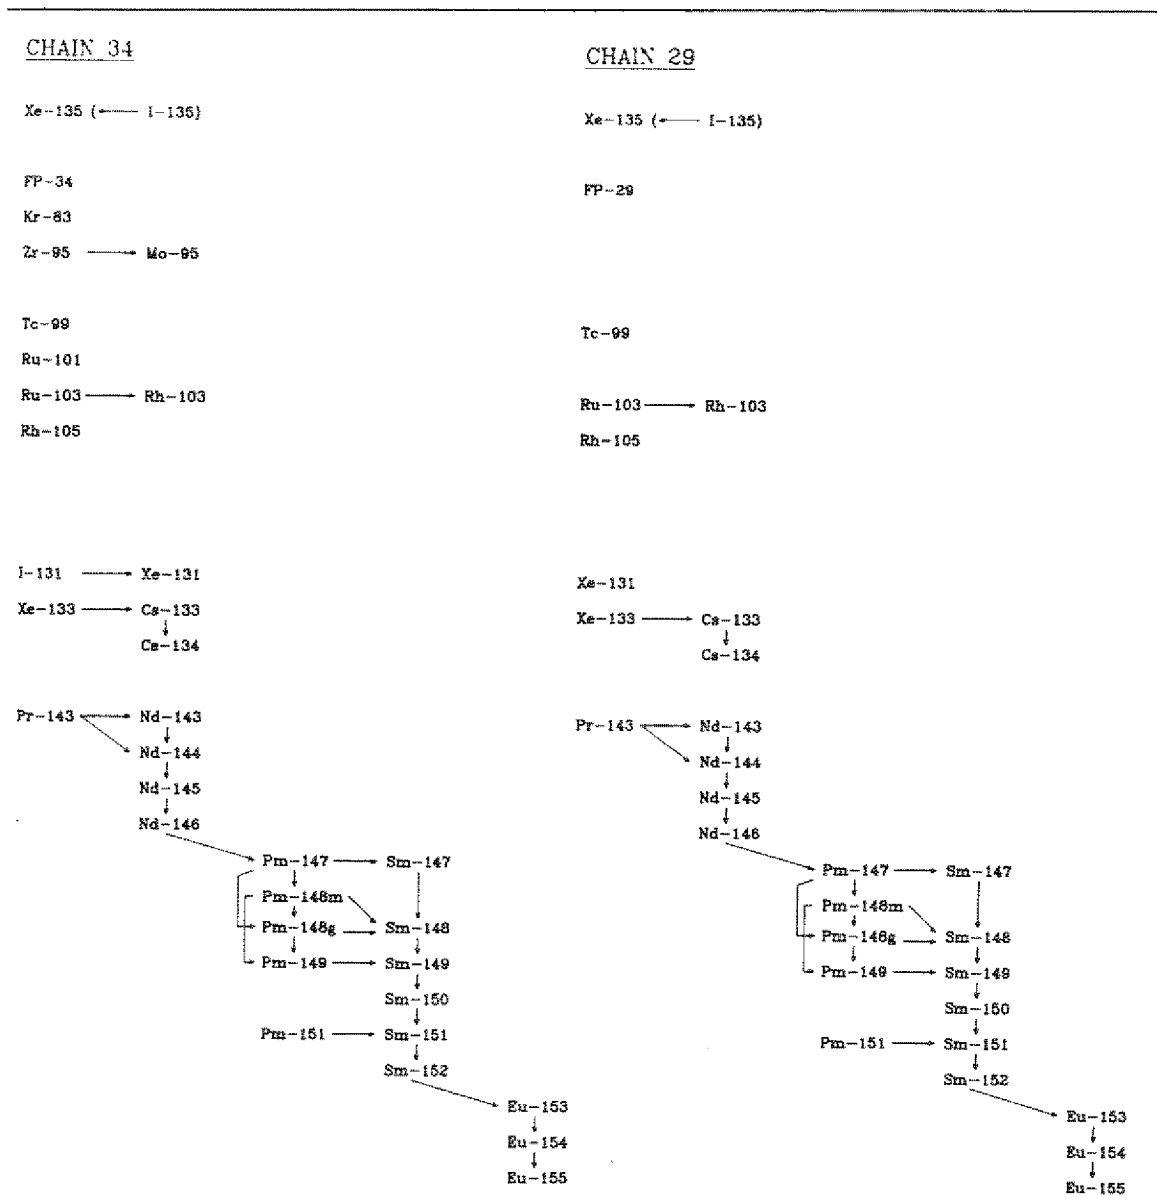 CHAIN 34
Xe-135 (← I-135)
FP-34
Kr-83
Zr-95 → Mo-95
Tc-99
Ru-101
Ru-103 → Rh-103
Rh-105
I-131 → Xe-131
Xe-133 → Cs-133
Cs-134
Pr-143 → Nd-143
Nd-144
Nd-145
Nd-146
Pm-147 → Sm-147
Pm-148m
Pm-148g → Sm-148
Pm-149 → Sm-149
Sm-150
Pm-151 → Sm-151
Sm-152
Eu-153
Eu-154
Eu-155
CHAIN 29
Xe-135 (← I-135)
FP-29
Tc-99
Ru-103 → Rh-103
Rh-105
Xe-131
Xe-133 → Cs-133
Cs-134
Pr-143 → Nd-143
Nd-144
Nd-145
Nd-146
Pm-147 → Sm-147
Pm-148m
Pm-148g → Sm-148
Pm-149 → Sm-149
Sm-150
Pm-151 → Sm-151
Sm-152
Eu-153
Eu-154
Eu-155